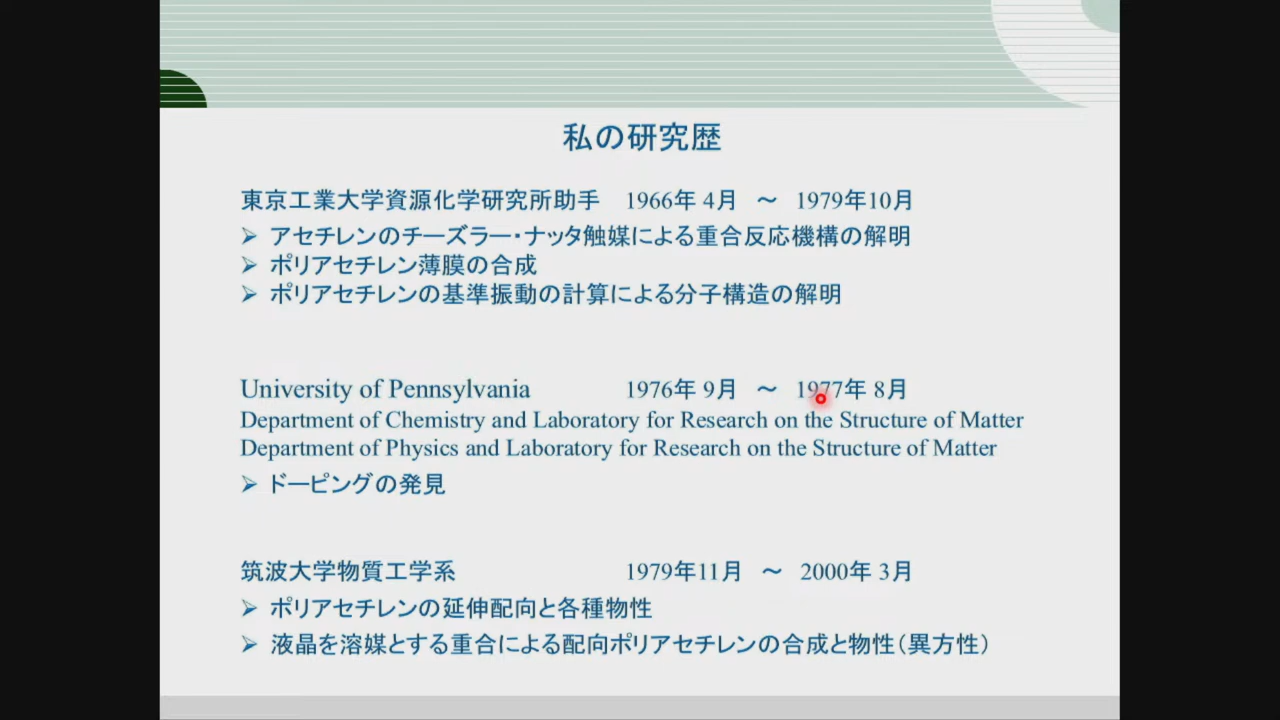 私の研究歴
東京工業大学資源化学研究所助手 1966年 4月 ～ 1979年10月
➢ アセチレンのチーズラー・ナッタ触媒による重合反応機構の解明
➢ ポリアセチレン薄膜の合成
➢ ポリアセチレンの基準振動の計算による分子構造の解明
University of Pennsylvania 1976年 9月 ～ 1977年 8月
Department of Chemistry and Laboratory for Research on the Structure of Matter
Department of Physics and Laboratory for Research on the Structure of Matter
➢ ドーピングの発見
筑波大学物質工学系 1979年11月 ～ 2000年 3月
➢ ポリアセチレンの延伸配向と各種物性
➢ 液晶を溶媒とする重合による配向ポリアセチレンの合成と物性（異方性）